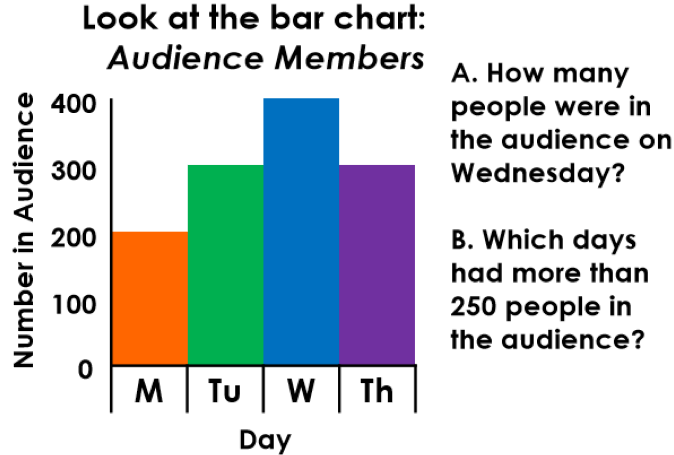 Look at the bar chart:
Audience Members
Number in Audience
400
300
200
100
0
M Tu W Th
Day
A. How many
people were in
the audience on
Wednesday?
B. Which days
had more than
250 people in
the audience?